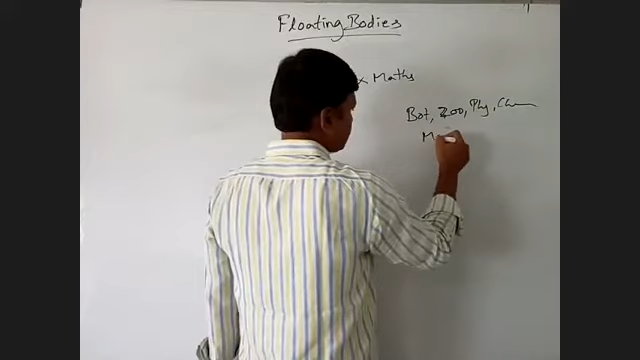 Floating Bodies
x Maths
Bot, Zoo, Phy, Che
M